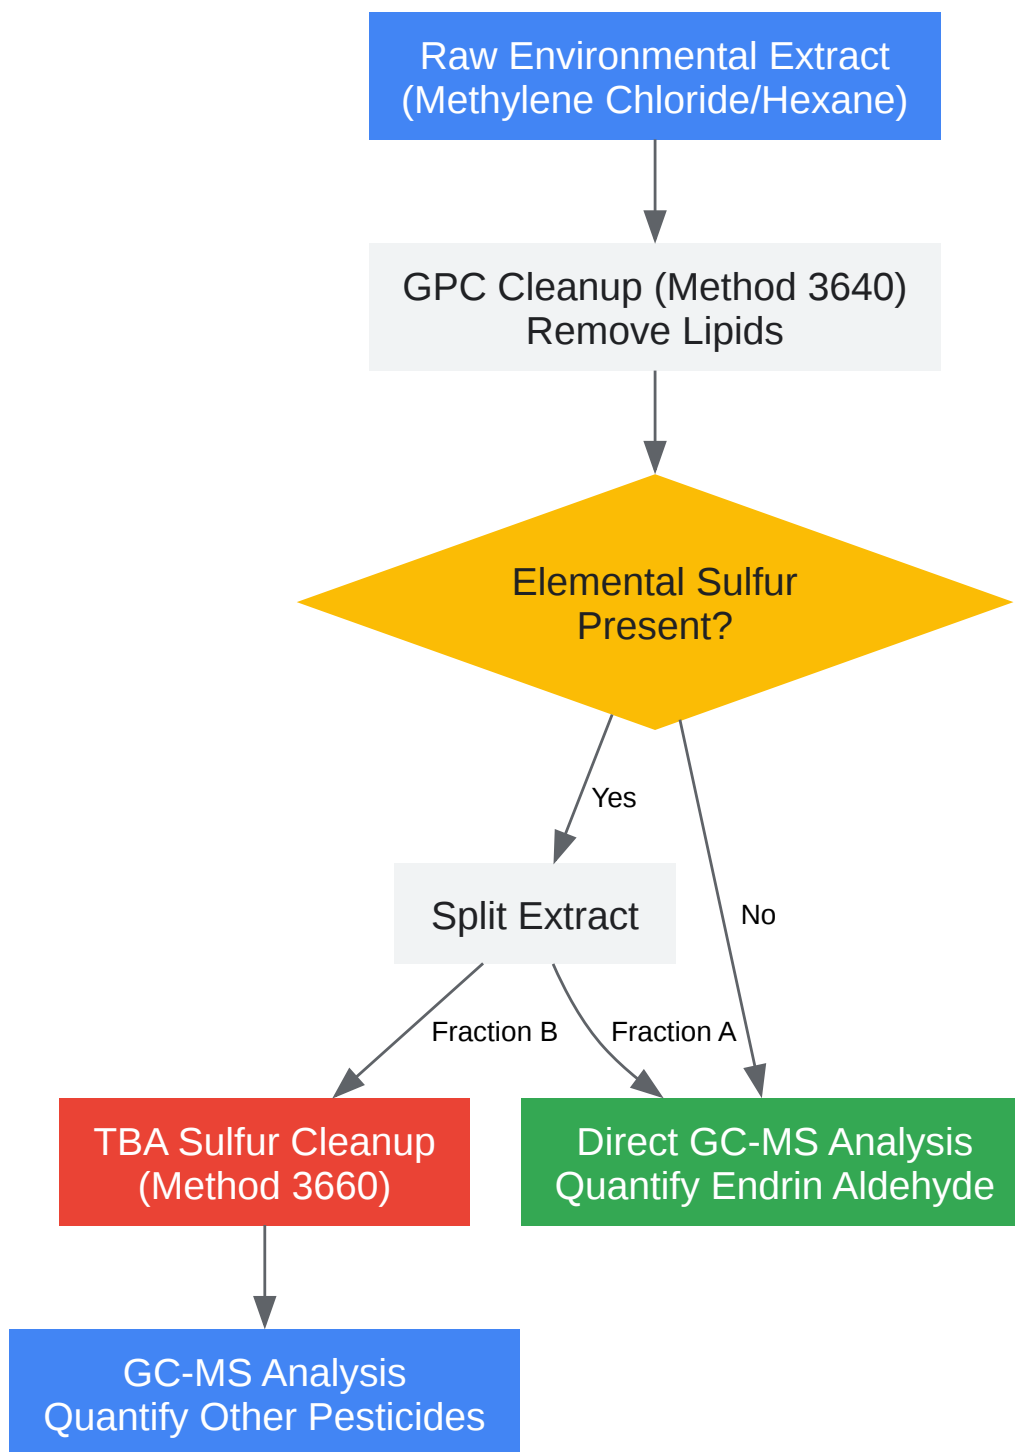 Raw Environmental Extract
(Methylene Chloride/Hexane)
GPC Cleanup (Method 3640)
Remove Lipids
Elemental Sulfur
Present?
Yes
No
Split Extract
Fraction B
Fraction A
TBA Sulfur Cleanup
(Method 3660)
Direct GC-MS Analysis
Quantify Endrin Aldehyde
GC-MS Analysis
Quantify Other Pesticides